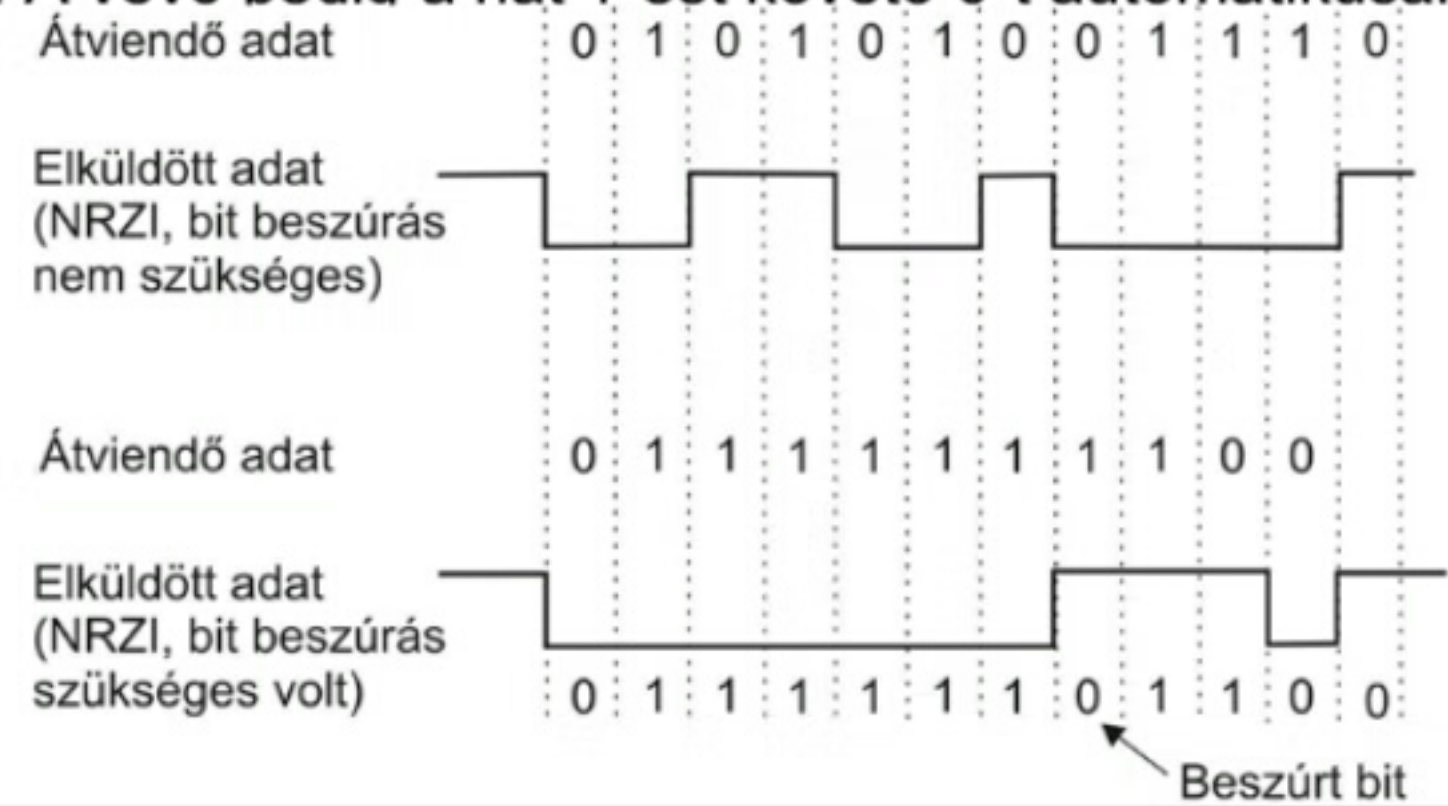 Átviendő adat 0 1 0 1 0 1 0 0 1 1 1 0
Elküldött adat
(NRZI, bit beszúrás
nem szükséges)
Átviendő adat 0 1 1 1 1 1 1 1 1 0 0
Elküldött adat
(NRZI, bit beszúrás
szükséges volt) 0 1 1 1 1 1 1 0 1 1 0 0
Beszúrt bit